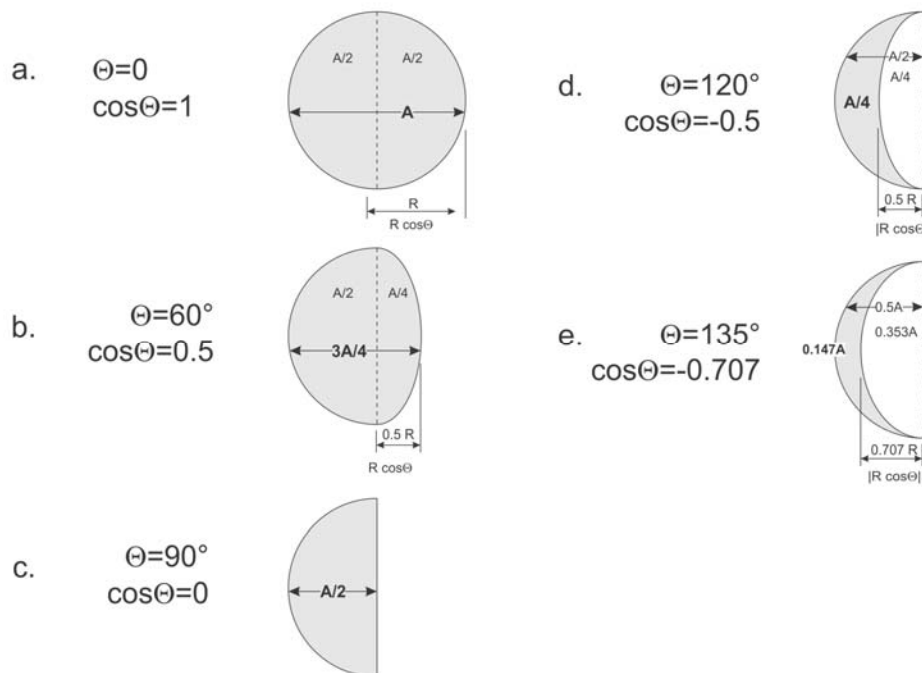 a.
Θ=0
cosΘ=1
A/2
A/2
A
R
R cosΘ
b.
Θ=60°
cosΘ=0.5
A/2
A/4
3A/4
0.5 R
R cosΘ
c.
Θ=90°
cosΘ=0
A/2
d.
Θ=120°
cosΘ=-0.5
A/2
A/4
A/4
0.5 R
|R cosΘ
e.
Θ=135°
cosΘ=-0.707
0.5A
0.353A
0.147A
0.707 R
|R cosΘ|